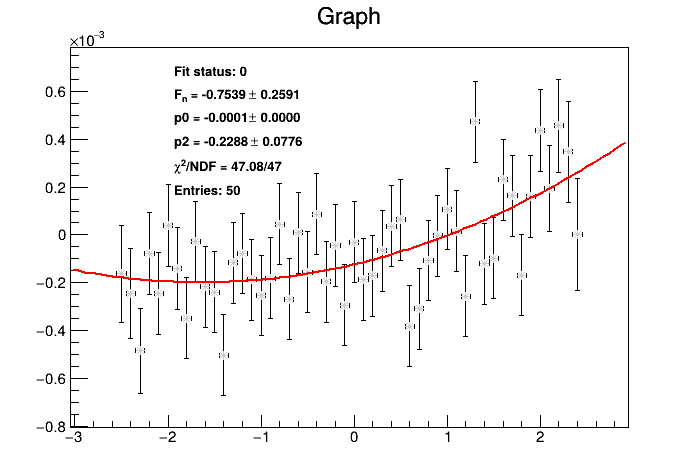 Graph
×10⁻³
Fit status: 0
Fₙ = -0.7539 ± 0.2591
p0 = -0.0001 ± 0.0000
p2 = -0.2288 ± 0.0776
χ²/NDF = 47.08/47
Entries: 50
0.6
0.4
0.2
0
−0.2
−0.4
−0.6
−0.8
−3 −2 −1 0 1 2